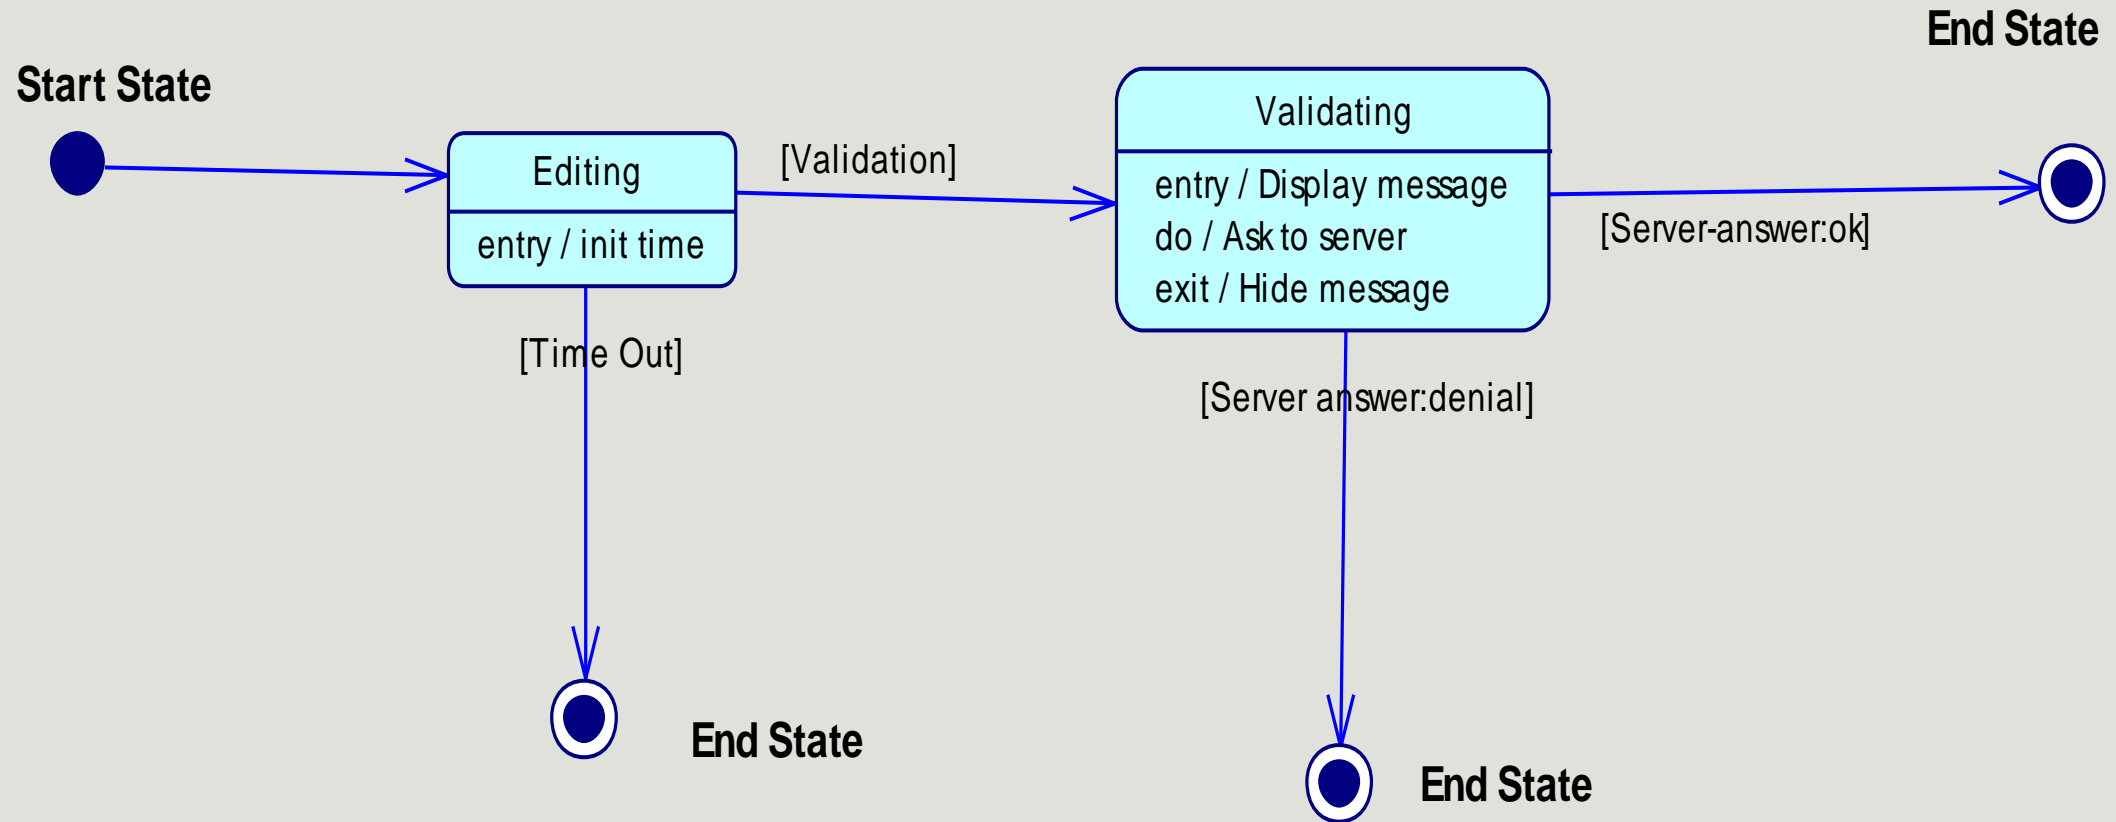 End State
Start State
Editing
entry / init time
[Validation]
Validating
entry / Display message
do / Ask to server
exit / Hide message
[Server-answer:ok]
[Time Out]
[Server answer:denial]
End State
End State